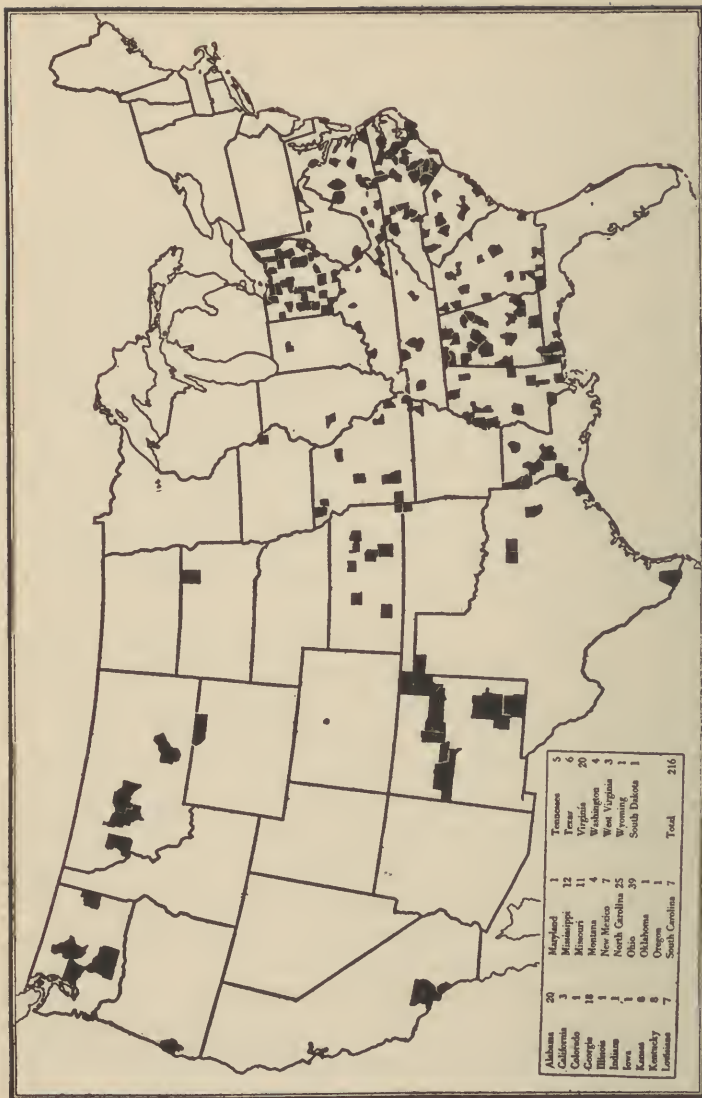 Alabama 20 Maryland 1 Tennessee 5
California 3 Mississippi 12 Texas 6
Colorado 1 Missouri 11 Virginia 20
Georgia 18 Montana 4 Washington 4
Illinois 1 New Mexico 7 West Virginia 3
Indiana 1 North Carolina 25 Wyoming 1
Iowa 1 Ohio 39 South Dakota 1
Kansas 8 Oklahoma 1
Kentucky 8 Oregon 1
Louisiana 7 South Carolina 7 Total 216